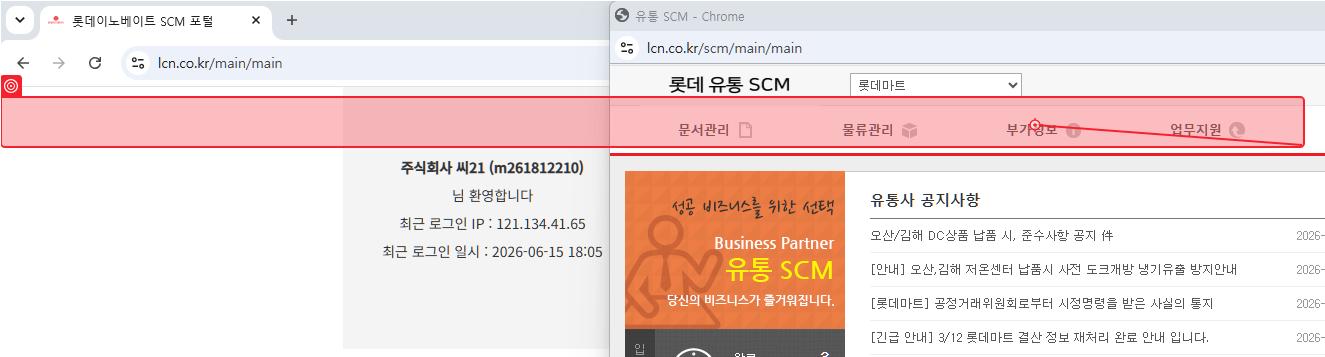 롯데이노베이트 SCM 포털
lcn.co.kr/main/main
주식회사 씨21 (m261812210)
님 환영합니다
최근 로그인 IP : 121.134.41.65
최근 로그인 일시 : 2026-06-15 18:05
유통 SCM - Chrome
lcn.co.kr/scm/main/main
롯데 유통 SCM
롯데마트
문서관리
물류관리
부가정보
업무지원
성공 비즈니스를 위한 선택
Business Partner
유통 SCM
당신의 비즈니스가 즐거워집니다.
입
유통사 공지사항
오산/김해 DC상품 납품 시, 준수사항 공지 件
2026-
[안내] 오산,김해 저온센터 납품시 사전 도크개방 냉기유출 방지안내
2026-
[롯데마트] 공정거래위원회로부터 시정명령을 받은 사실의 통지
2026-
[긴급 안내] 3/12 롯데마트 결산 정보 재처리 완료 안내 입니다.
2026-